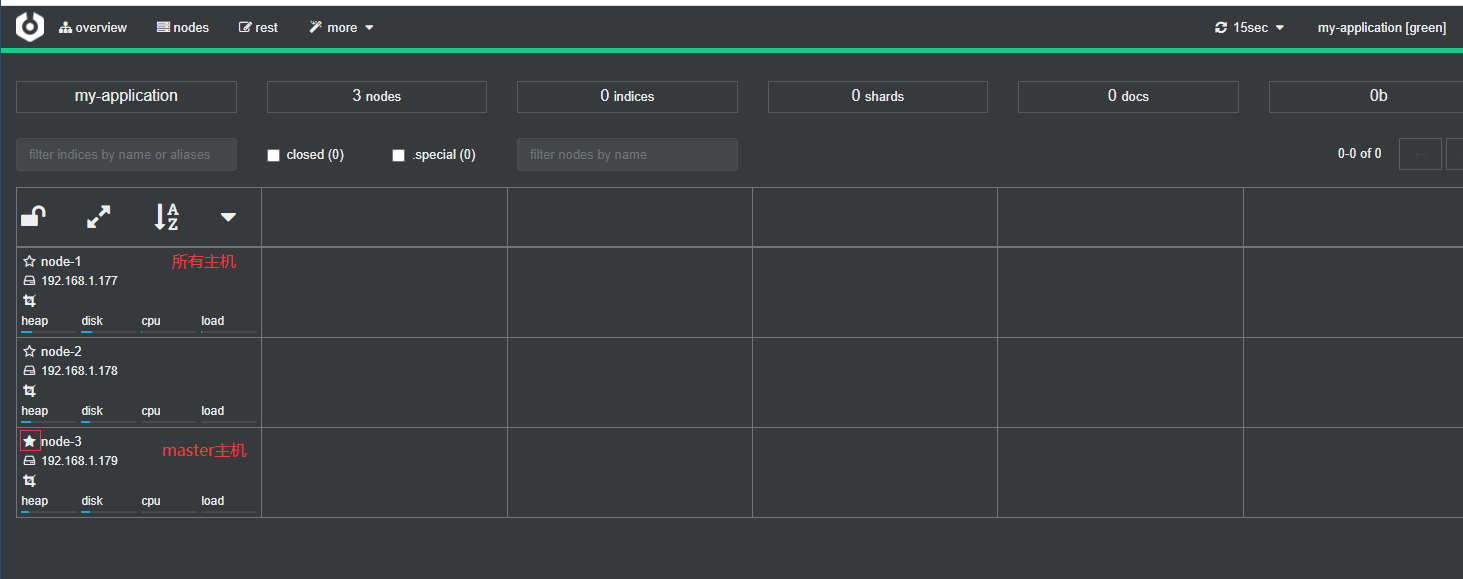 overview nodes rest more 15sec my-application [green]
my-application 3 nodes 0 indices 0 shards 0 docs 0b
filter indices by name or aliases closed (0) .special (0) filter nodes by name 0-0 of 0
A
Z
node-1 所有主机
192.168.1.177
heap disk cpu load
node-2
192.168.1.178
heap disk cpu load
node-3 master主机
192.168.1.179
heap disk cpu load